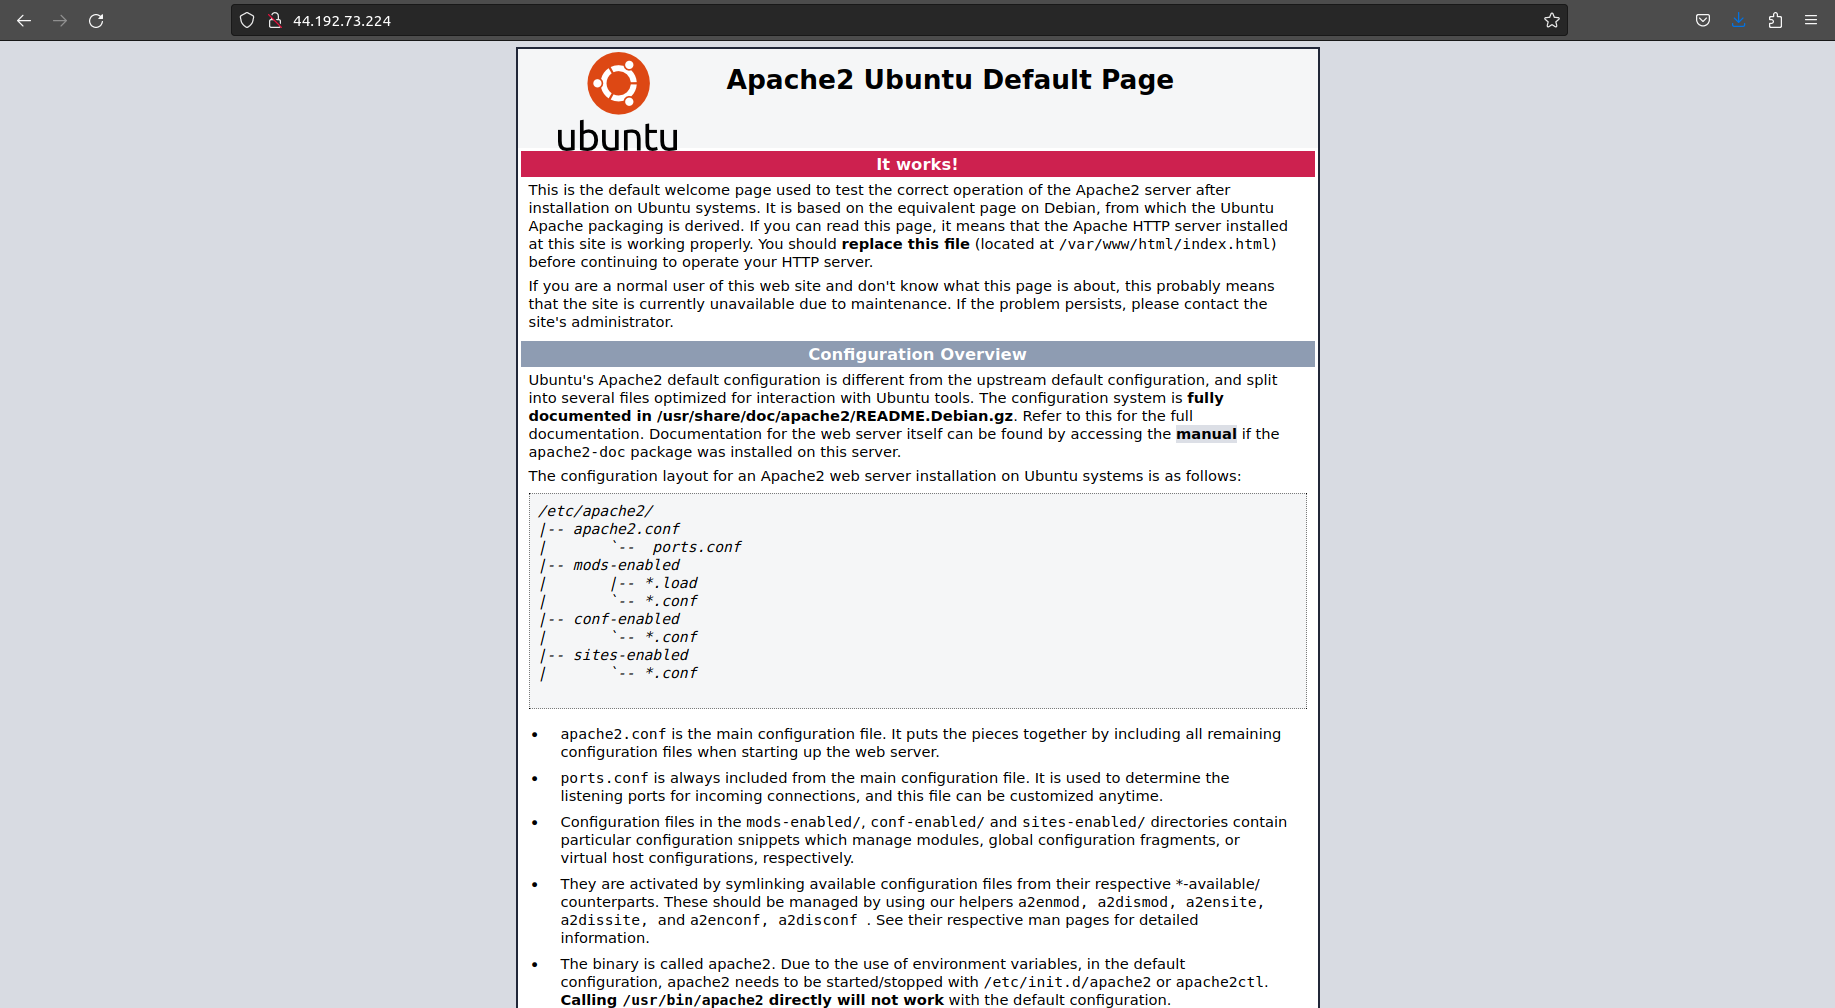 44.192.73.224
Apache2 Ubuntu Default Page
ubuntu
It works!
This is the default welcome page used to test the correct operation of the Apache2 server after
installation on Ubuntu systems. It is based on the equivalent page on Debian, from which the Ubuntu
Apache packaging is derived. If you can read this page, it means that the Apache HTTP server installed
at this site is working properly. You should replace this file (located at /var/www/html/index.html)
before continuing to operate your HTTP server.
If you are a normal user of this web site and don't know what this page is about, this probably means
that the site is currently unavailable due to maintenance. If the problem persists, please contact the
site's administrator.
Configuration Overview
Ubuntu's Apache2 default configuration is different from the upstream default configuration, and split
into several files optimized for interaction with Ubuntu tools. The configuration system is fully
documented in /usr/share/doc/apache2/README.Debian.gz. Refer to this for the full
documentation. Documentation for the web server itself can be found by accessing the manual if the
apache2-doc package was installed on this server.
The configuration layout for an Apache2 web server installation on Ubuntu systems is as follows:
/etc/apache2/
|-- apache2.conf
|       `--  ports.conf
|-- mods-enabled
|       |-- *.load
|       `-- *.conf
|-- conf-enabled
|       `-- *.conf
|-- sites-enabled
|       `-- *.conf
• apache2.conf is the main configuration file. It puts the pieces together by including all remaining
configuration files when starting up the web server.
• ports.conf is always included from the main configuration file. It is used to determine the
listening ports for incoming connections, and this file can be customized anytime.
• Configuration files in the mods-enabled/, conf-enabled/ and sites-enabled/ directories contain
particular configuration snippets which manage modules, global configuration fragments, or
virtual host configurations, respectively.
• They are activated by symlinking available configuration files from their respective *-available/
counterparts. These should be managed by using our helpers a2enmod, a2dismod, a2ensite,
a2dissite, and a2enconf, a2disconf . See their respective man pages for detailed
information.
• The binary is called apache2. Due to the use of environment variables, in the default
configuration, apache2 needs to be started/stopped with /etc/init.d/apache2 or apache2ctl.
Calling /usr/bin/apache2 directly will not work with the default configuration.